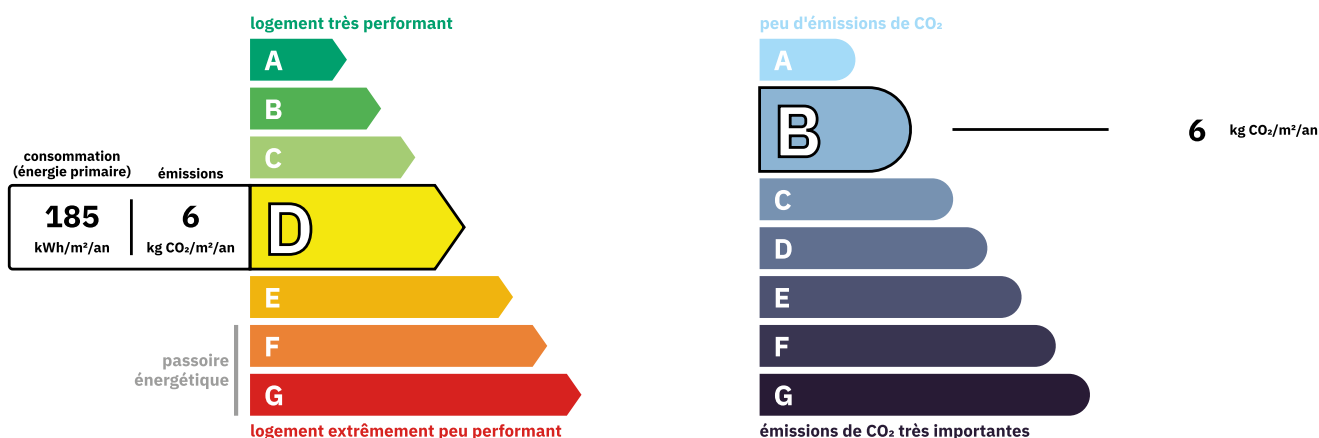 logement très performant
A
B
C
consommation
(énergie primaire)
émissions
185
kWh/m²/an
6
kg CO₂/m²/an
D
E
F
G
passoire
énergétique
logement extrêmement peu performant
peu d'émissions de CO₂
A
B
6 kg CO₂/m²/an
C
D
E
F
G
émissions de CO₂ très importantes